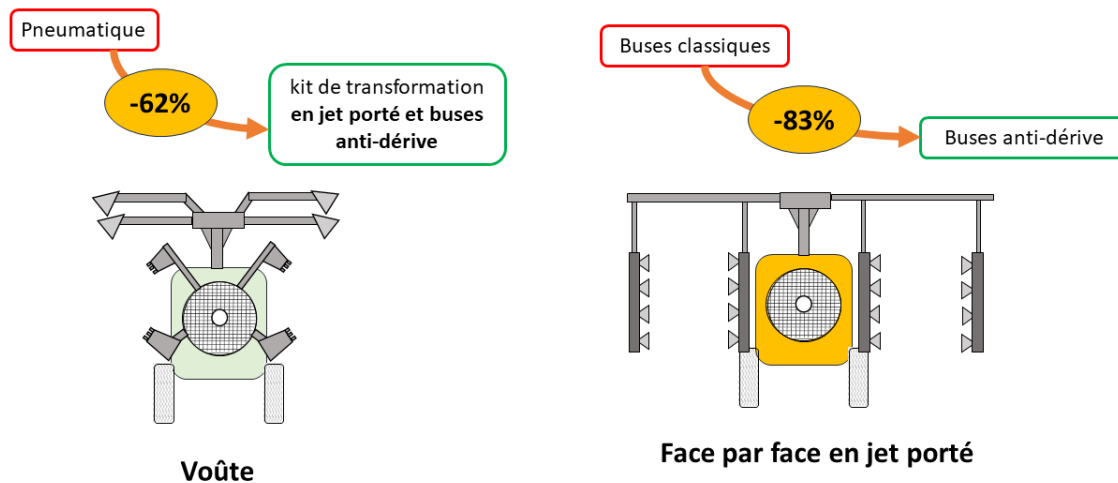 Pneumatique
-62%
kit de transformation
en jet porté et buses
anti-dérive
Voûte
Buses classiques
-83%
Buses anti-dérive
Face par face en jet porté